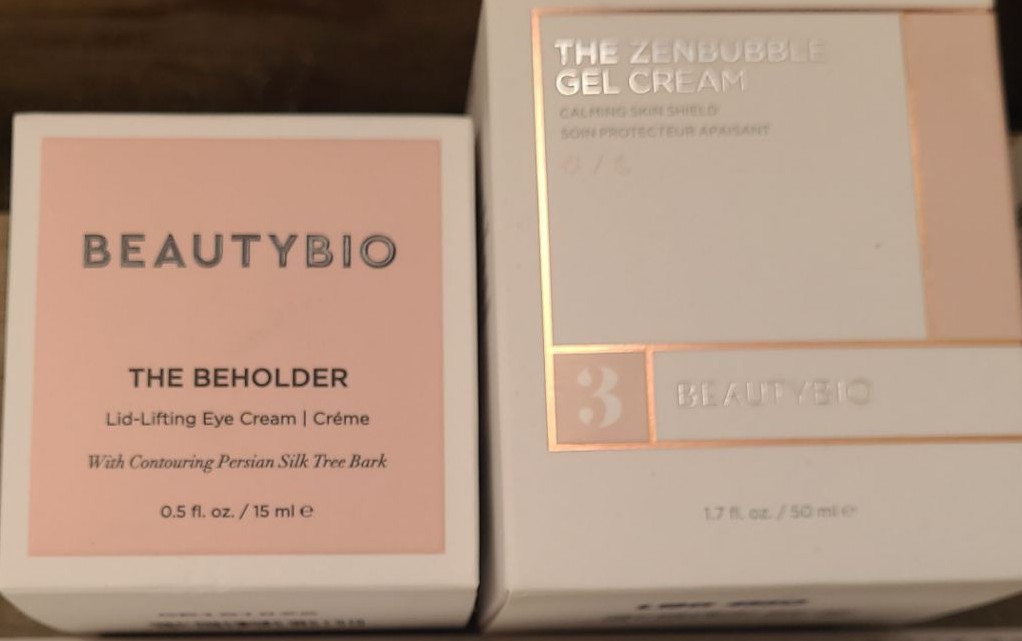 BEAUTYBIO
THE BEHOLDER
Lid-Lifting Eye Cream | Créme
With Contouring Persian Silk Tree Bark
0.5 fl. oz. / 15 ml ℮
THE ZENBUBBLE
GEL CREAM
CALMING SKIN SHIELD
SOIN PROTECTEUR APAISANT
3
BEAUTYBIO
1.7 fl. oz. / 50 ml ℮